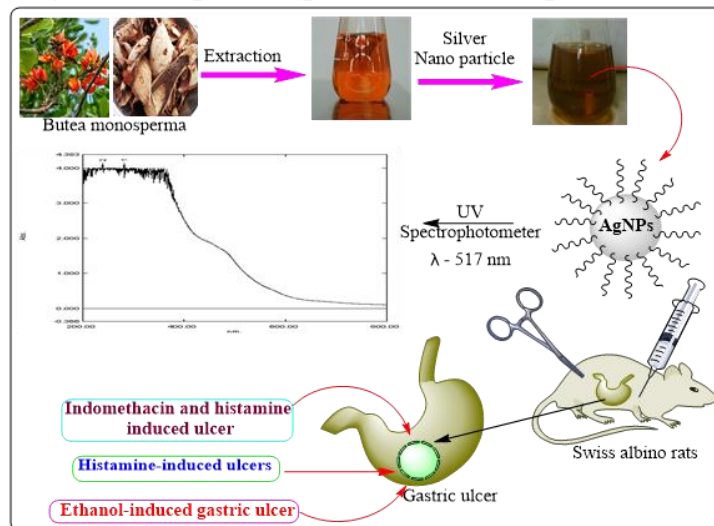 Extraction
Silver
Nano particle
Butea monosperma
4.000
3.000
2.000
1.000
0.000
200.00
400.00
600.00
AgNPs
UV
Spectrophotometer
λ - 517 nm
Indomethacin and histamine
induced ulcer
Histamine-induced ulcers
Ethanol-induced gastric ulcer
Gastric ulcer
Swiss albino rats